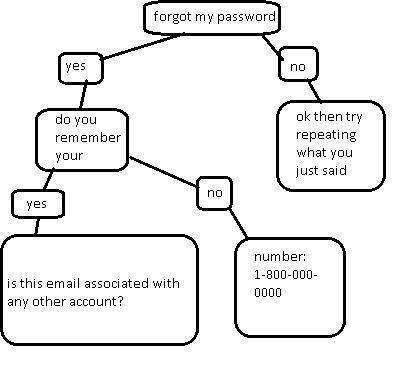 forgot my password
yes
no
do you
remember
your
ok then try
repeating
what you
just said
yes
no
is this email associated with
any other account?
number:
1-800-000-
0000